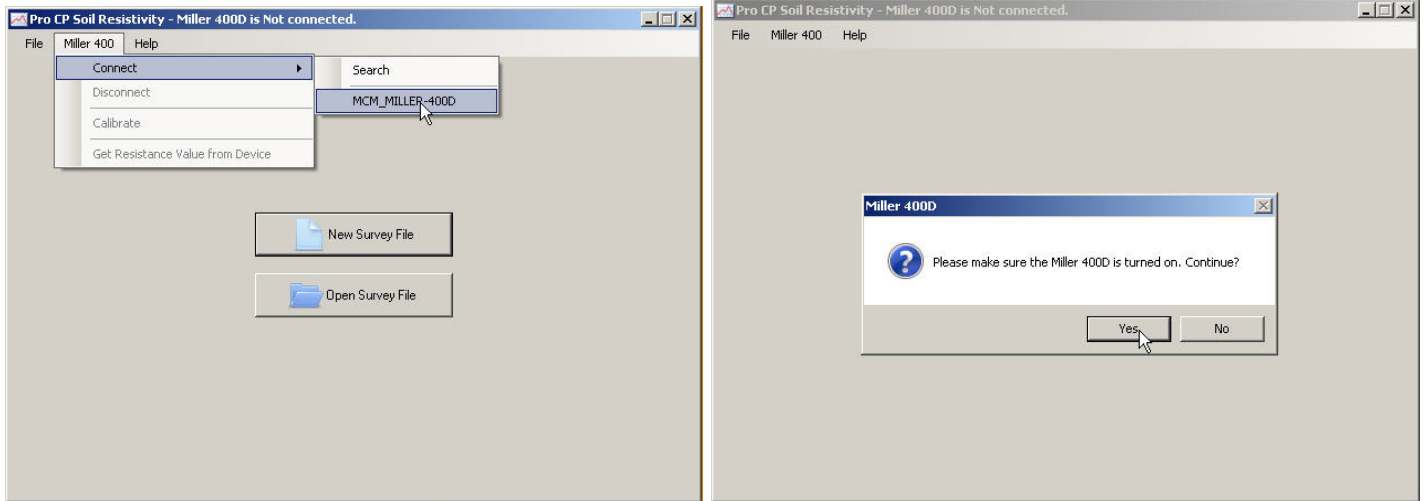 Pro CP Soil Resistivity - Miller 400D is Not connected.
File Miller 400 Help
Connect
Search
Disconnect
MCM_MILLER-400D
Calibrate
Get Resistance Value from Device
New Survey File
Open Survey File
Pro CP Soil Resistivity - Miller 400D is Not connected.
File Miller 400 Help
Miller 400D
Please make sure the Miller 400D is turned on. Continue?
Yes No